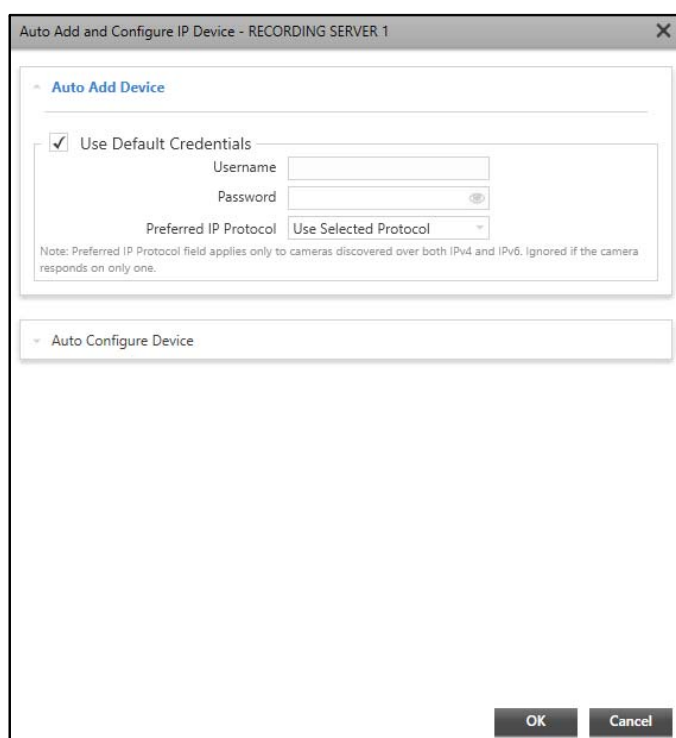 Auto Add and Configure IP Device - RECORDING SERVER 1
Auto Add Device
Use Default Credentials
Username
Password
Preferred IP Protocol Use Selected Protocol
Note: Preferred IP Protocol field applies only to cameras discovered over both IPv4 and IPv6. Ignored if the camera
responds on only one.
Auto Configure Device
OK Cancel